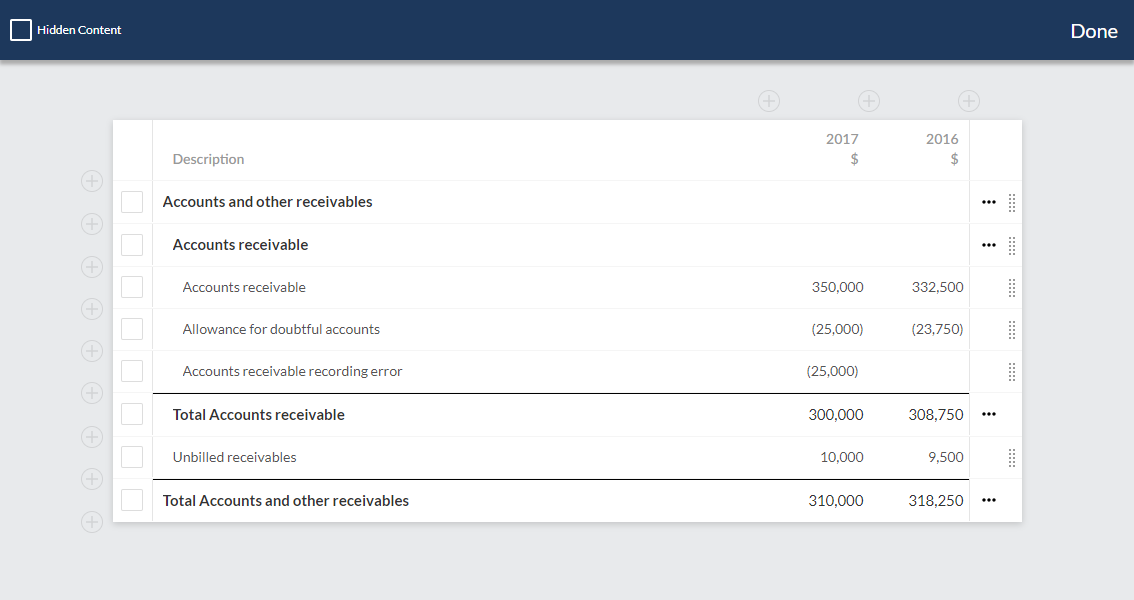 Hidden Content
Done
2017 2016
Description $ $
Accounts and other receivables
Accounts receivable
Accounts receivable 350,000 332,500
Allowance for doubtful accounts (25,000) (23,750)
Accounts receivable recording error (25,000)
Total Accounts receivable 300,000 308,750
Unbilled receivables 10,000 9,500
Total Accounts and other receivables 310,000 318,250